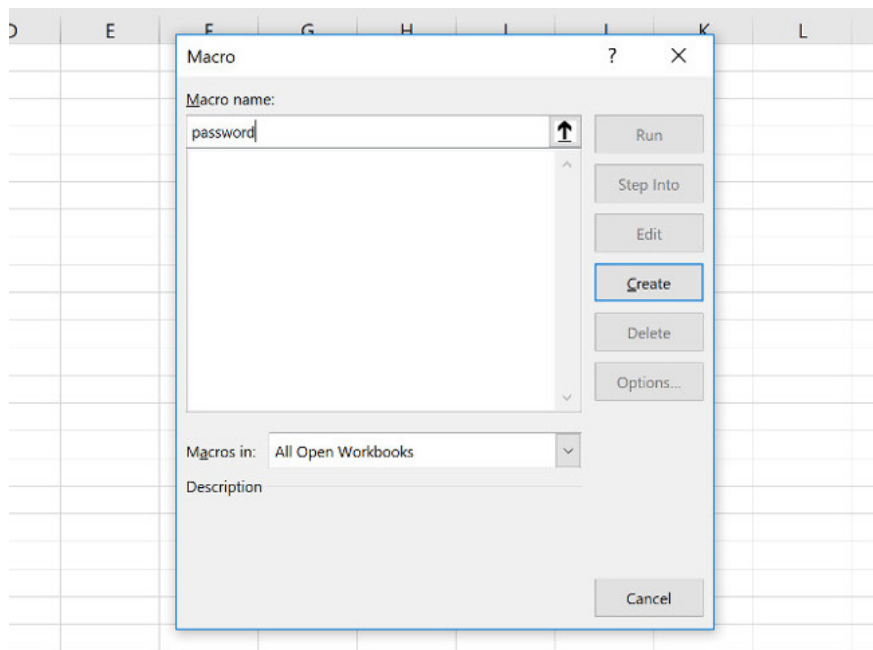 D E F G H I J K L
Macro ? ✕
Macro name:
password
Run
Step Into
Edit
Create
Delete
Options...
Macros in: All Open Workbooks
Description
Cancel